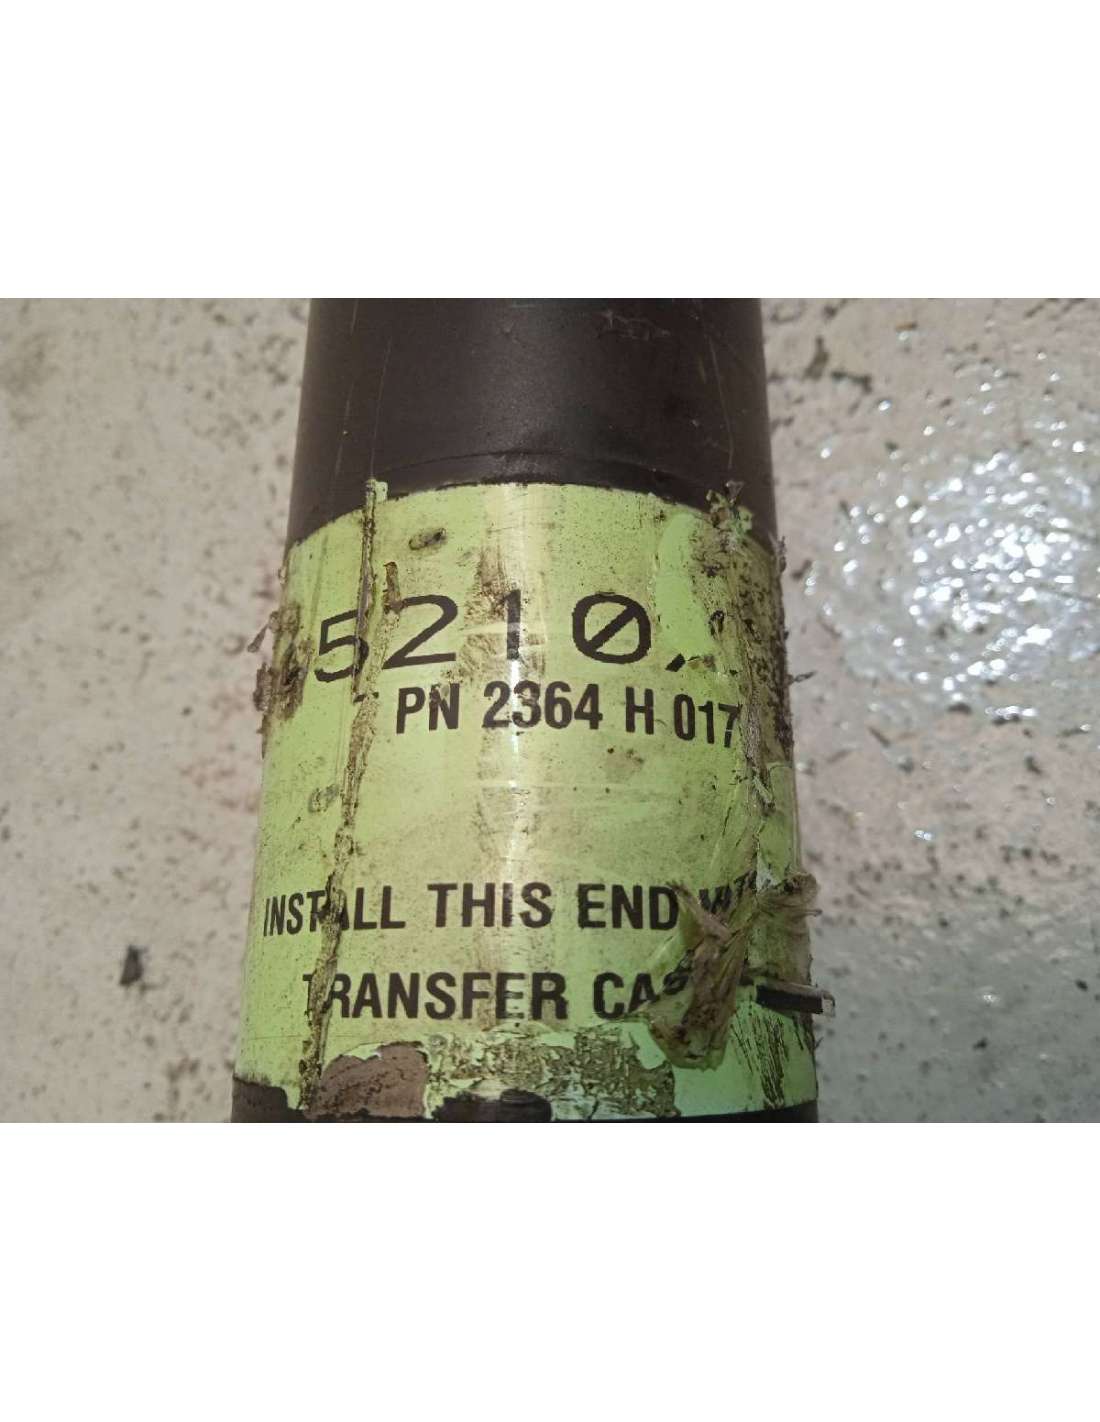 5210
PN 2364 H 017
INSTALL THIS END
TRANSFER